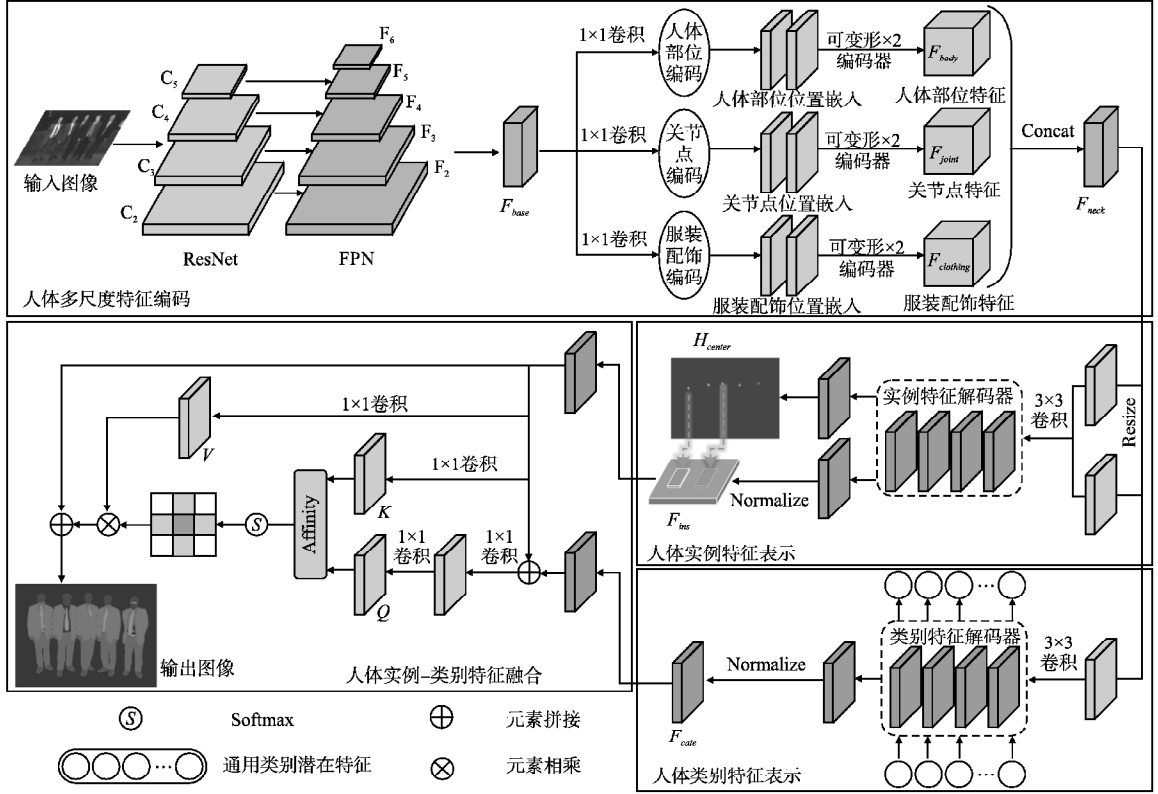 F6
C5
F5
C4
F4
C3
F3
C2
F2
输入图像
ResNet
FPN
Fbase
1×1卷积
人体
部位
编码
可变形×2
编码器
Fbody
人体部位位置嵌入
人体部位特征
1×1卷积
关节
点
编码
可变形×2
编码器
Fjoint
关节点位置嵌入
关节点特征
1×1卷积
服装
配饰
编码
可变形×2
编码器
Fclothing
服装配饰位置嵌入
服装配饰特征
Concat
Fneck
人体多尺度特征编码
1×1卷积
V
1×1卷积
K
Affinity
S
1×1
卷积
1×1
卷积
Q
输出图像
人体实例-类别特征融合
Hcenter
实例特征解码器
3×3
卷积
Resize
Normalize
Fins
人体实例特征表示
...
类别特征解码器
3×3
卷积
Normalize
Fcate
...
人体类别特征表示
S
Softmax
元素拼接
...
通用类别潜在特征
元素相乘